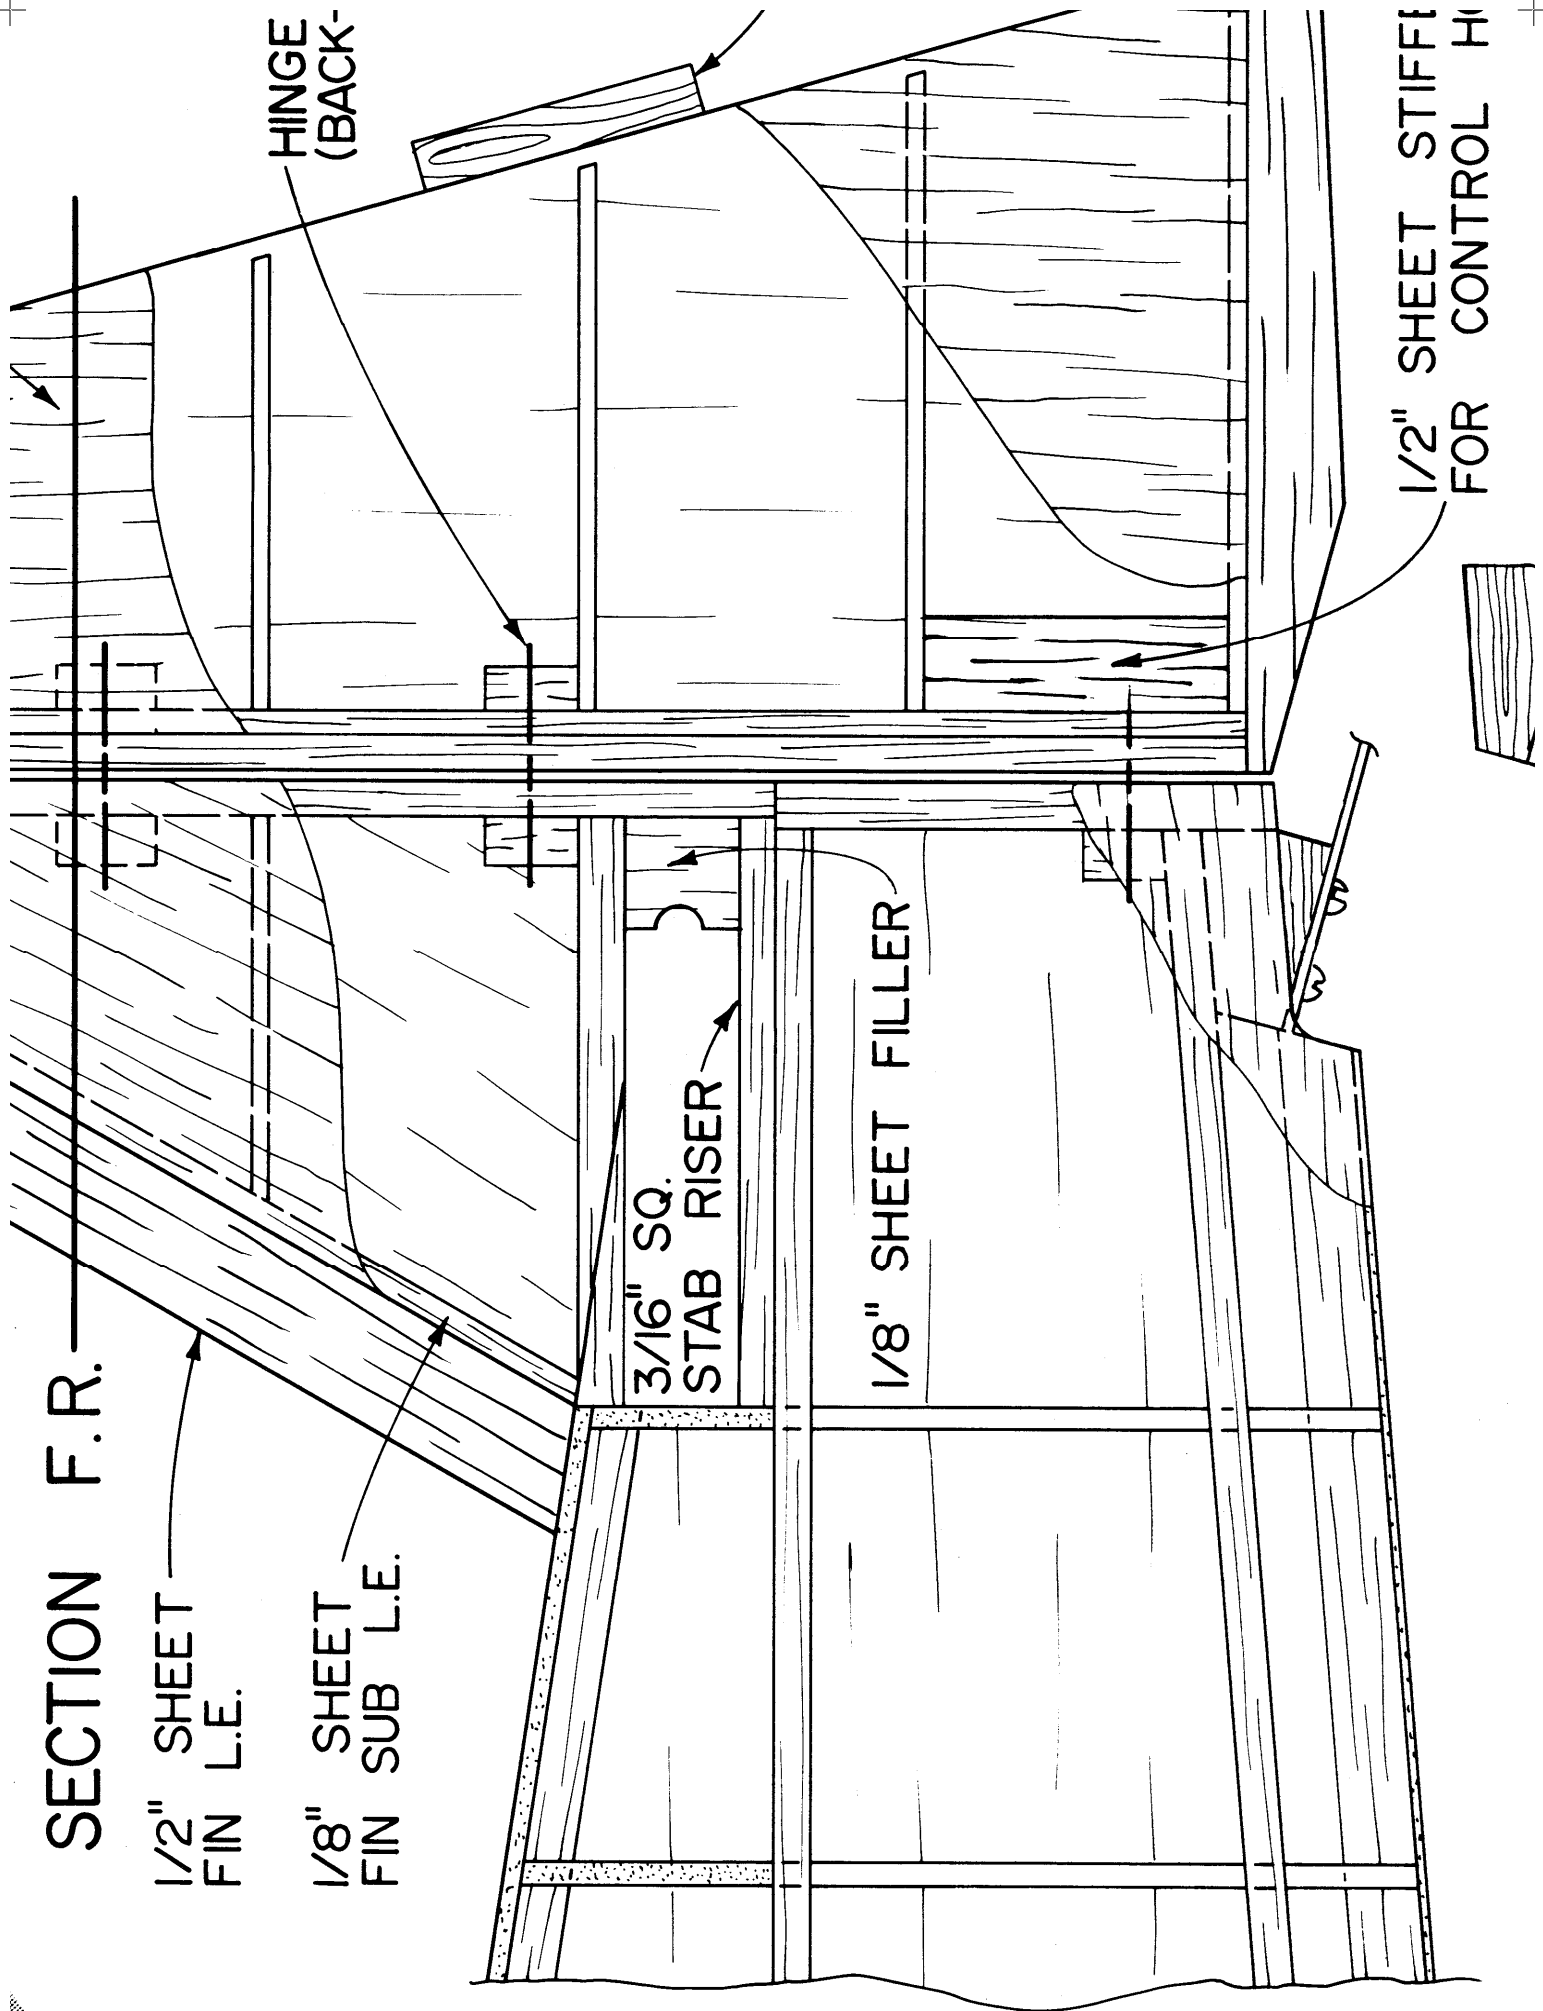 SECTION F.R.
1/2" SHEET
FIN L.E.
1/8" SHEET
FIN SUB L.E.
HINGE
(BACK-
3/16" SQ.
STAB RISER
1/8" SHEET FILLER
1/2" SHEET
FOR CONTROL